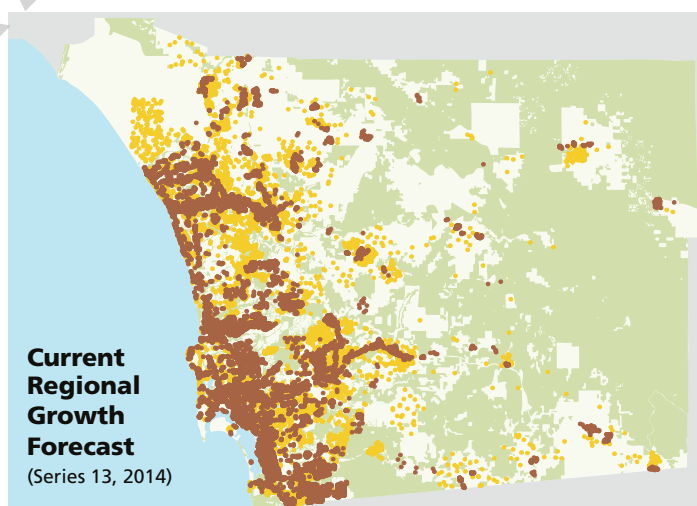 Current
Regional
Growth
Forecast
(Series 13, 2014)